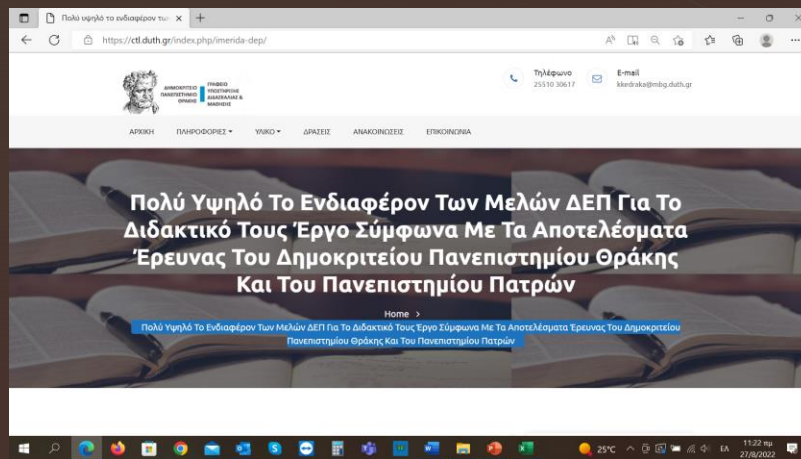 Πολύ υψηλό το ενδιαφέρον των
https://ctl.duth.gr/index.php/imerida-dep/
ΔΗΜΟΚΡΙΤΕΙΟ
ΠΑΝΕΠΙΣΤΗΜΙΟ
ΘΡΑΚΗΣ
ΓΡΑΦΕΙΟ
ΥΠΟΣΤΗΡΙΞΗΣ
ΔΙΔΑΣΚΑΛΙΑΣ &
ΜΑΘΗΣΗΣ
Τηλέφωνο
25510 30617
E-mail
kkedraka@mbg.duth.gr
ΑΡΧΙΚΗ ΠΛΗΡΟΦΟΡΙΕΣ ΥΛΙΚΟ ΔΡΑΣΕΙΣ ΑΝΑΚΟΙΝΩΣΕΙΣ ΕΠΙΚΟΙΝΩΝΙΑ
Πολύ Υψηλό Το Ενδιαφέρον Των Μελών ΔΕΠ Για Το
Διδακτικό Τους Έργο Σύμφωνα Με Τα Αποτελέσματα
Έρευνας Του Δημοκριτείου Πανεπιστημίου Θράκης
Και Του Πανεπιστημίου Πατρών
Home >
Πολύ Υψηλό Το Ενδιαφέρον Των Μελών ΔΕΠ Για Το Διδακτικό Τους Έργο Σύμφωνα Με Τα Αποτελέσματα Έρευνας Του Δημοκριτείου
Πανεπιστημίου Θράκης Και Του Πανεπιστημίου Πατρών
25°C
ΕΛ
11:22 πμ
27/8/2022